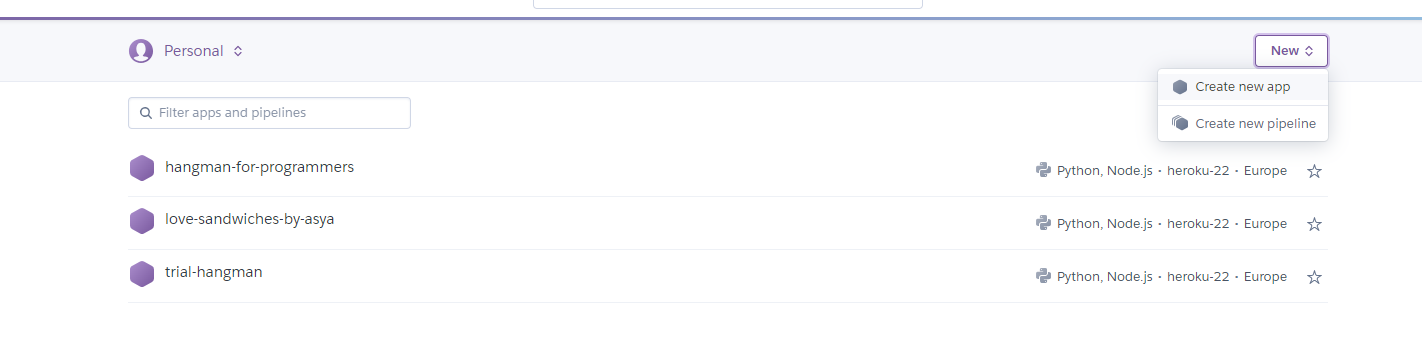 Personal
New
Create new app
Create new pipeline
Filter apps and pipelines
hangman-for-programmers
Python, Node.js · heroku-22 · Europe
love-sandwiches-by-asya
Python, Node.js · heroku-22 · Europe
trial-hangman
Python, Node.js · heroku-22 · Europe